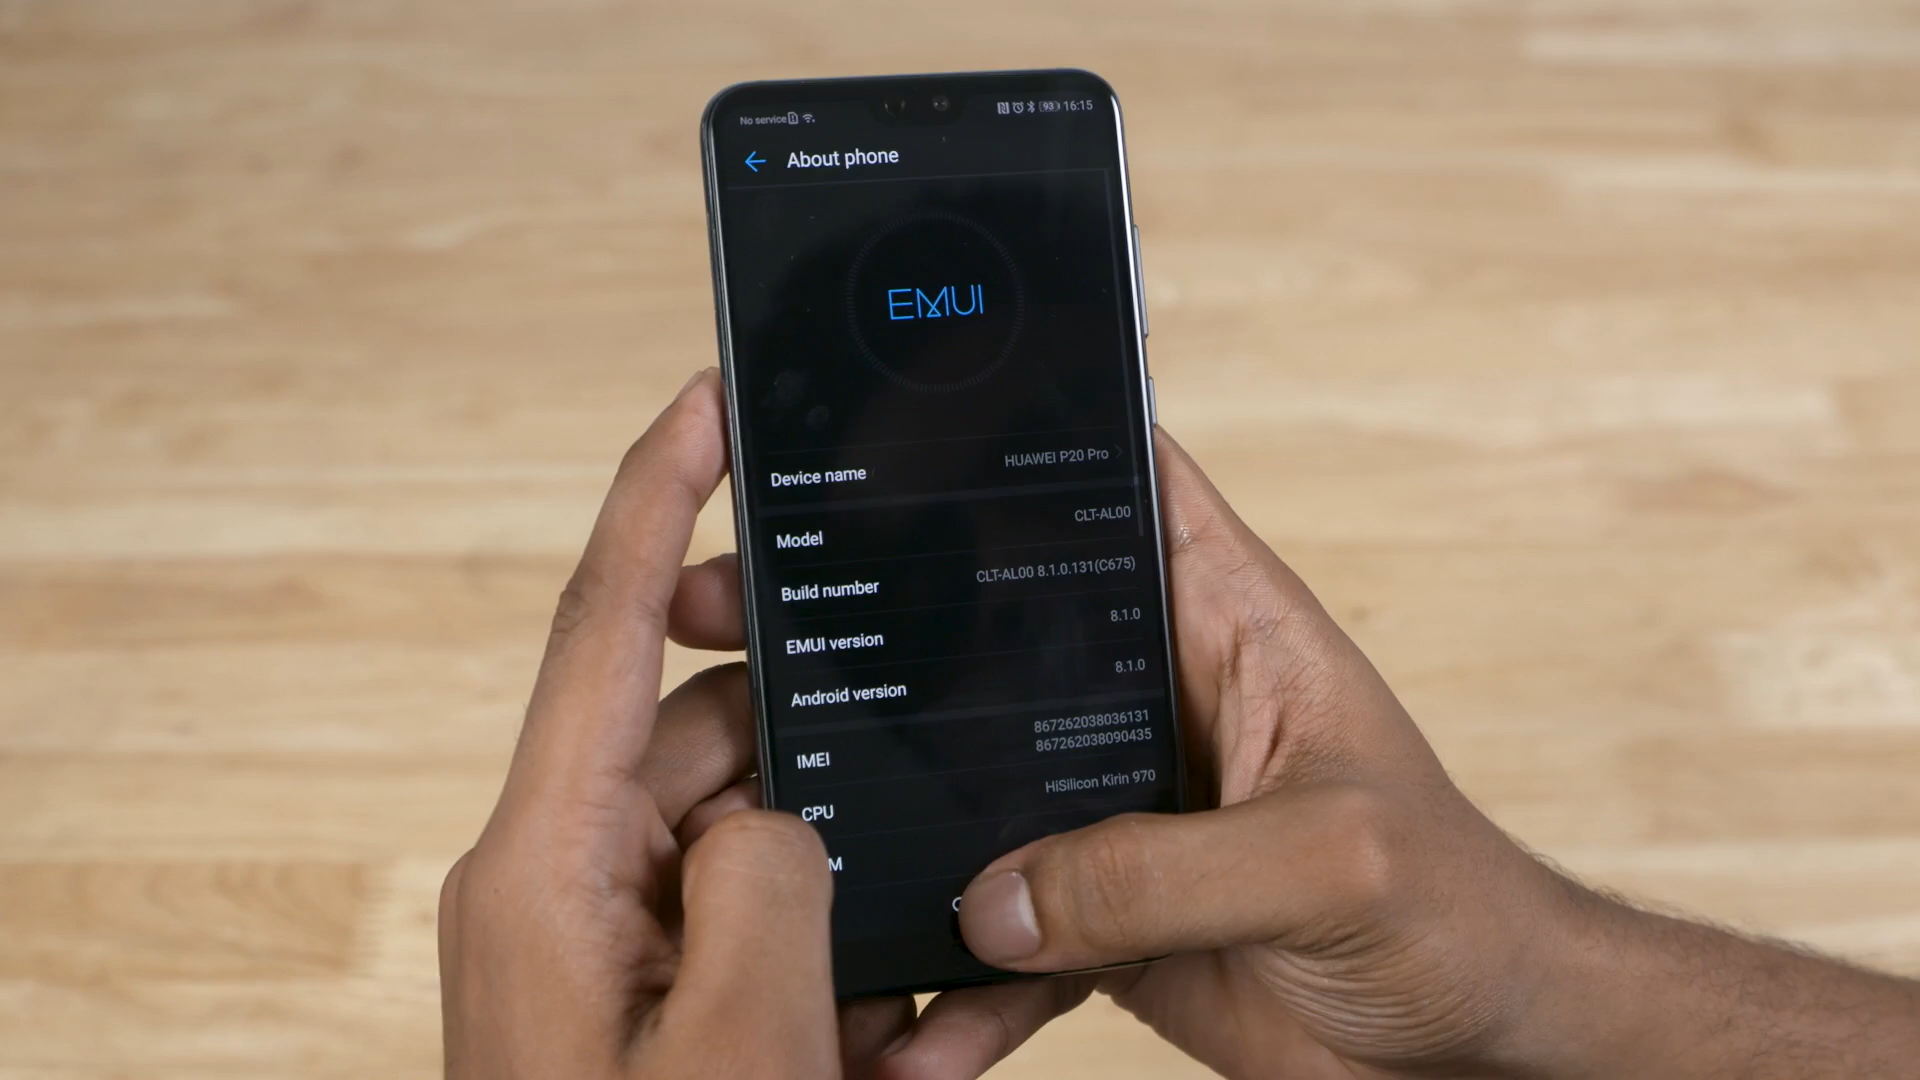 No service 93 16:15
About phone
EMUI
Device name HUAWEI P20 Pro
Model CLT-AL00
Build number CLT-AL00 8.1.0.131(C675)
EMUI version 8.1.0
Android version 8.1.0
IMEI 867262038036131
867262038090435
CPU HiSilicon Kirin 970